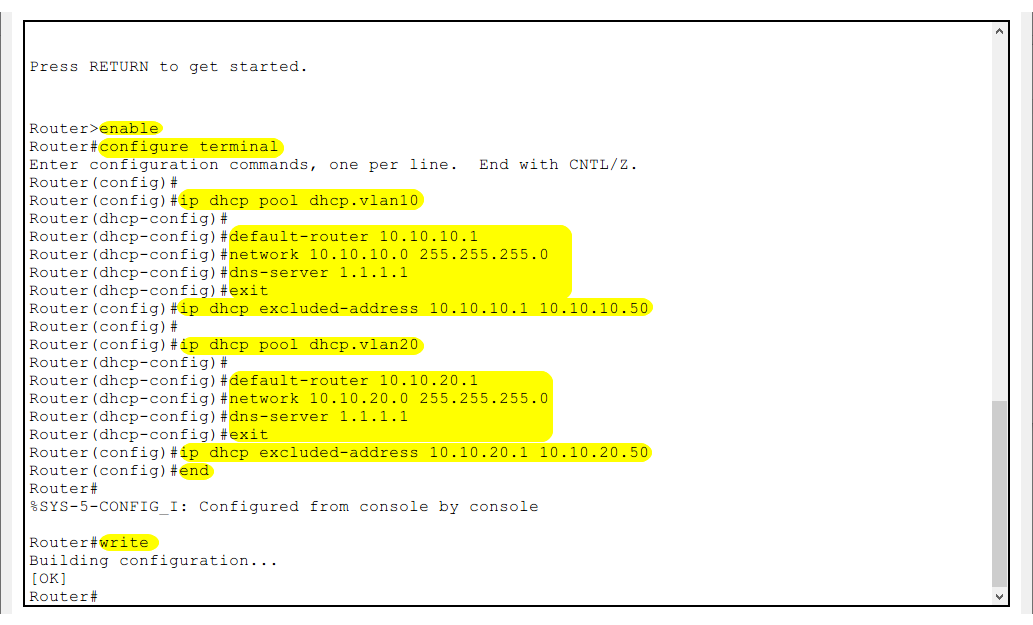 Press RETURN to get started.
Router>enable
Router#configure terminal
Enter configuration commands, one per line.  End with CNTL/Z.
Router(config)#
Router(config)#ip dhcp pool dhcp.vlan10
Router(dhcp-config)#
Router(dhcp-config)#default-router 10.10.10.1
Router(dhcp-config)#network 10.10.10.0 255.255.255.0
Router(dhcp-config)#dns-server 1.1.1.1
Router(dhcp-config)#exit
Router(config)#ip dhcp excluded-address 10.10.10.1 10.10.10.50
Router(config)#
Router(config)#ip dhcp pool dhcp.vlan20
Router(dhcp-config)#
Router(dhcp-config)#default-router 10.10.20.1
Router(dhcp-config)#network 10.10.20.0 255.255.255.0
Router(dhcp-config)#dns-server 1.1.1.1
Router(dhcp-config)#exit
Router(config)#ip dhcp excluded-address 10.10.20.1 10.10.20.50
Router(config)#end
Router#
%SYS-5-CONFIG_I: Configured from console by console
Router#write
Building configuration...
[OK]
Router#